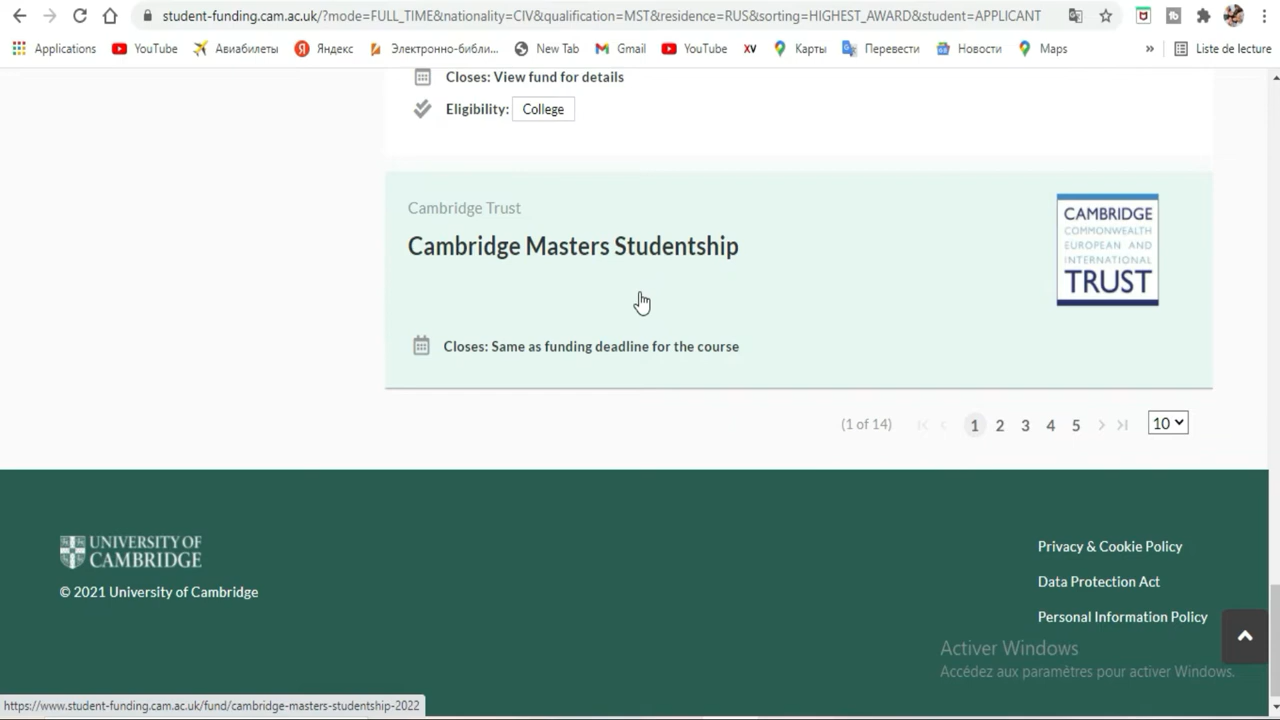 student-funding.cam.ac.uk/?mode=FULL_TIME&nationality=CIV&qualification=MST&residence=RUS&sorting=HIGHEST_AWARD&student=APPLICANT
Applications YouTube Авиабилеты Яндекс Электронно-библи... New Tab Gmail YouTube XV Карты Перевести Новости Maps » Liste de lecture
Closes: View fund for details
Eligibility: College
Cambridge Trust
Cambridge Masters Studentship
CAMBRIDGE
COMMONWEALTH
EUROPEAN AND
INTERNATIONAL
TRUST
Closes: Same as funding deadline for the course
(1 of 14) 1 2 3 4 5 10
UNIVERSITY OF
CAMBRIDGE
© 2021 University of Cambridge
Privacy & Cookie Policy
Data Protection Act
Personal Information Policy
Activer Windows
Accédez aux paramètres pour activer Windows.
https://www.student-funding.cam.ac.uk/fund/cambridge-masters-studentship-2022